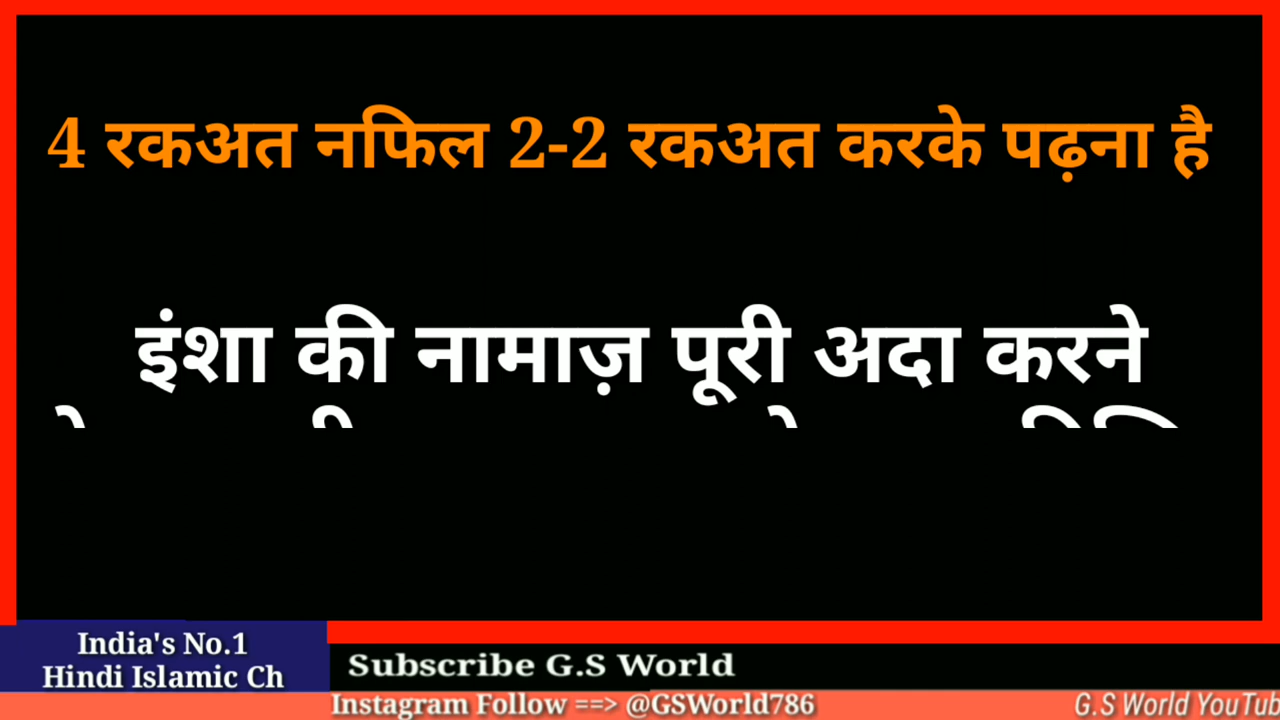 4 रकअत नफिल 2-2 रकअत करके पढ़ना है
इंशा की नामाज़ पूरी अदा करने
India's No.1
Hindi Islamic Ch
Subscribe G.S World
Instagram Follow ==> @GSWorld786
G.S World YouTub